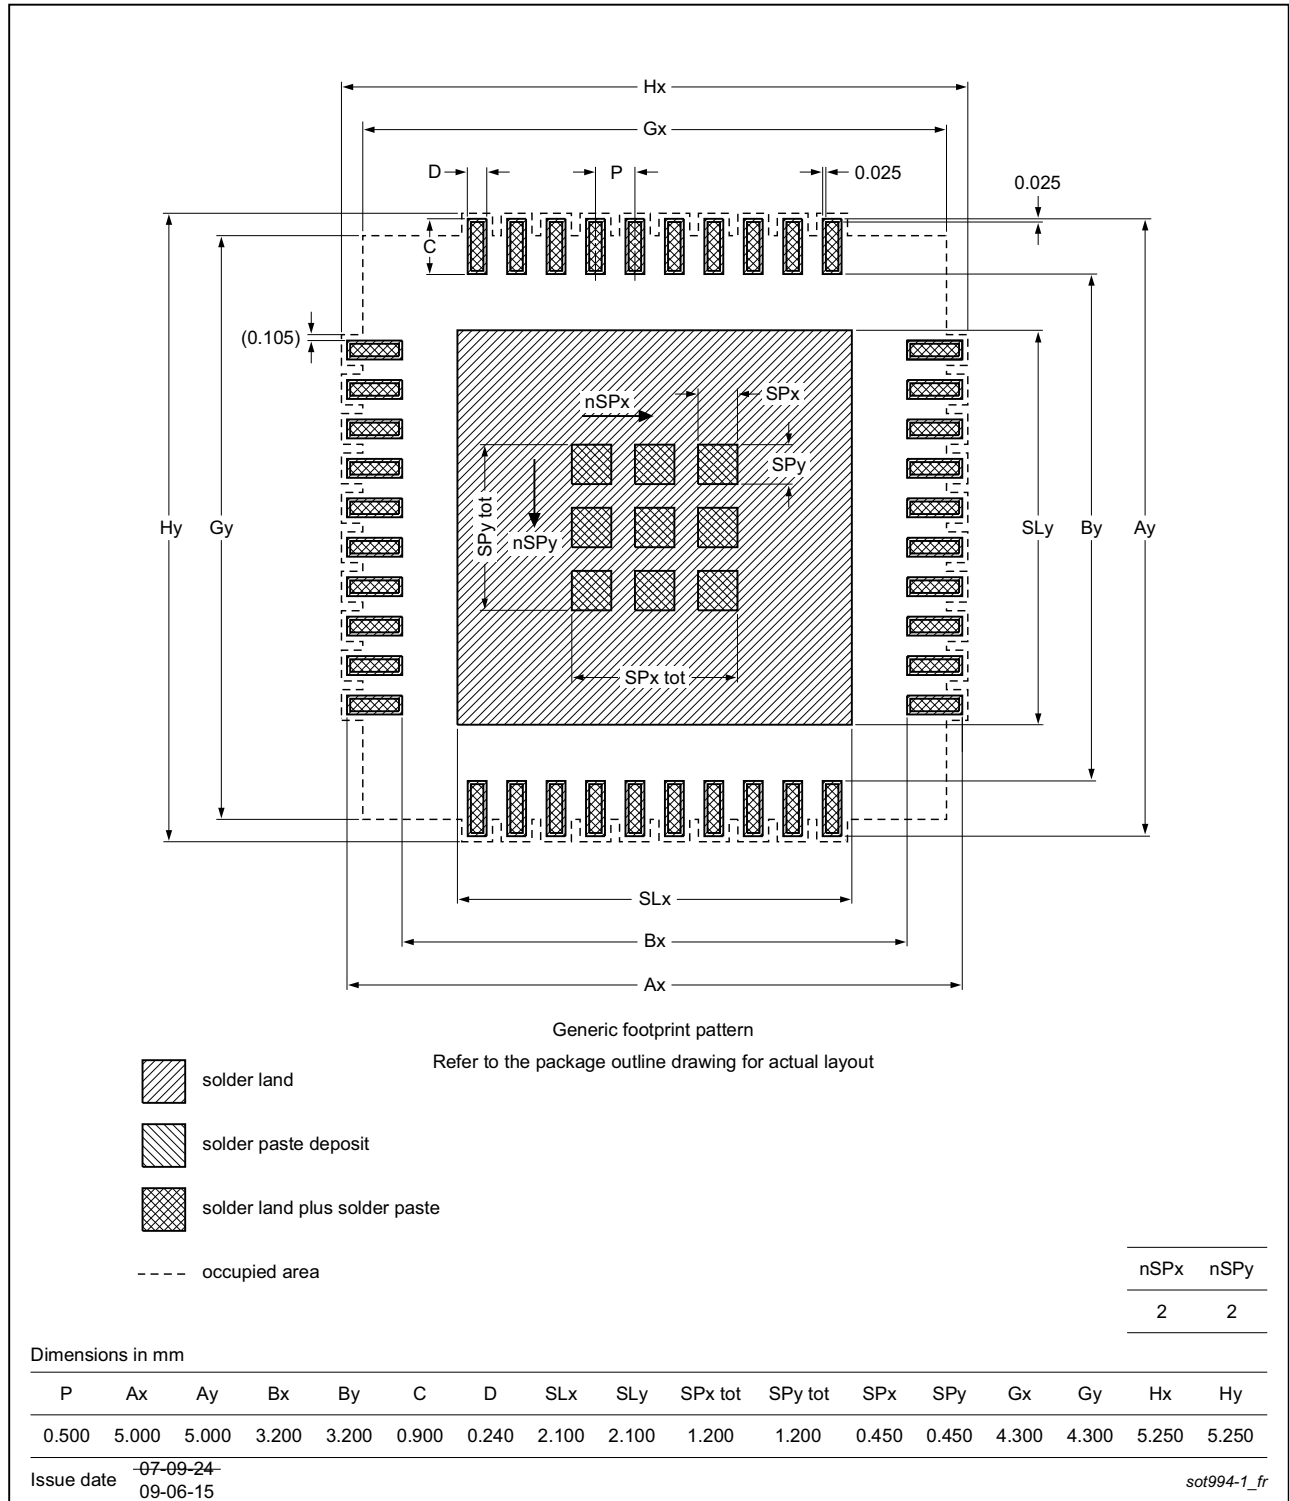 Hx
Gx
D
P
0.025
0.025
C
(0.105)
SPx
nSPx
SPy
SPy tot
nSPy
Hy
Gy
SLy
By
Ay
SPx tot
SLx
Bx
Ax
Generic footprint pattern
Refer to the package outline drawing for actual layout
solder land
solder paste deposit
solder land plus solder paste
occupied area
nSPx nSPy
2 2
Dimensions in mm
P Ax Ay Bx By C D SLx SLy SPx tot SPy tot SPx SPy Gx Gy Hx Hy
0.500 5.000 5.000 3.200 3.200 0.900 0.240 2.100 2.100 1.200 1.200 0.450 0.450 4.300 4.300 5.250 5.250
Issue date 07-09-24
09-06-15
sot994-1_fr